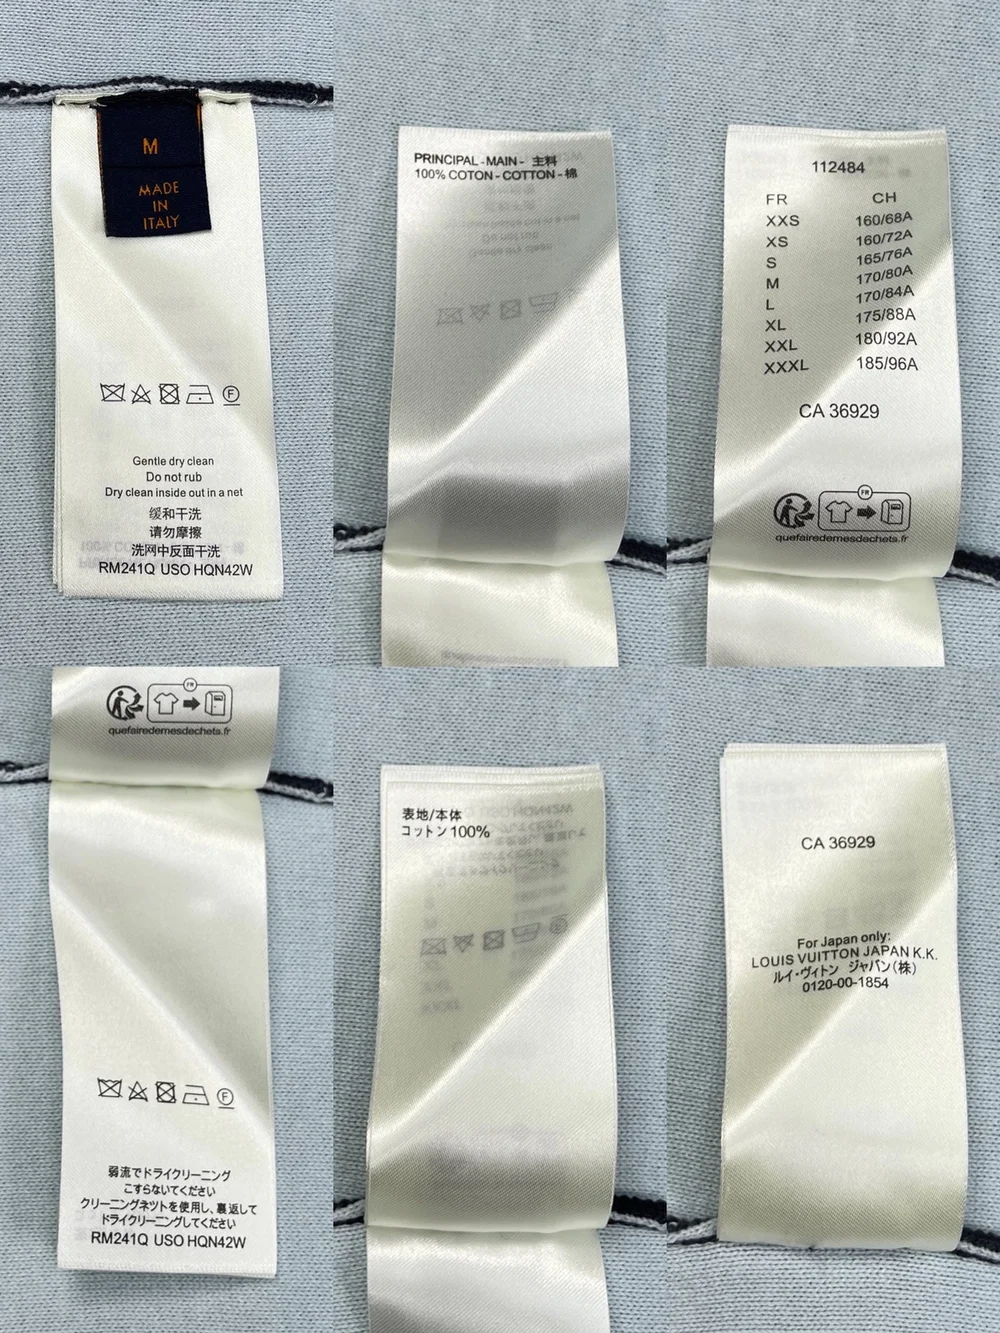 M
MADE
IN
ITALY
F
Gentle dry clean
Do not rub
Dry clean inside out in a net
缓和干洗
请勿摩擦
洗网中反面干洗
RM241Q USO HQN42W
PRINCIPAL - MAIN - 主料
100% COTON - COTTON - 棉
112484
FR CH
XXS 160/68A
XS 160/72A
S 165/76A
M 170/80A
L 170/84A
XL 175/88A
XXL 180/92A
XXXL 185/96A
CA 36929
FR
quefairedemesdechets.fr
FR
quefairedemesdechets.fr
F
弱流でドライクリーニング
こすらないてください
クリーニングネツトを使用し、裏返して
ドライクリーニングしてください
RM241Q USO HQN42W
表地/本体
コットン 100%
CA 36929
For Japan only:
LOUIS VUITTON JAPAN K.K.
ルイ・ヴィトン ジャパン(株)
0120-00-1854